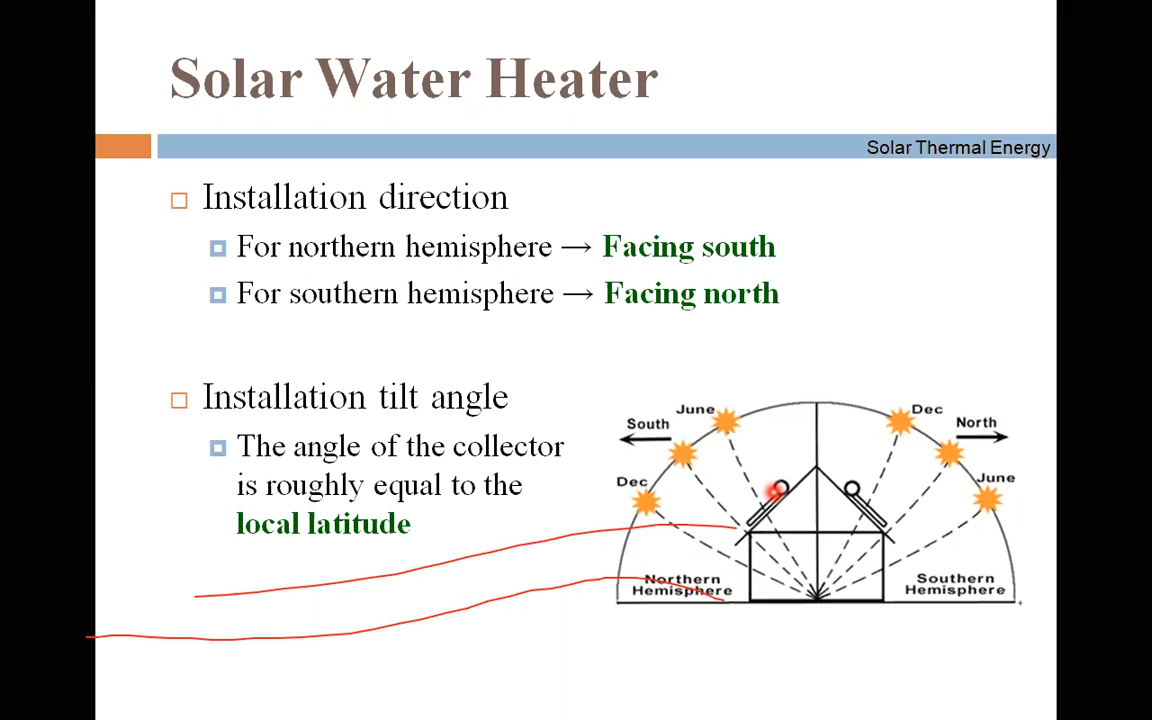 Solar Water Heater
Solar Thermal Energy
Installation direction
For northern hemisphere → Facing south
For southern hemisphere → Facing north
Installation tilt angle
The angle of the collector
is roughly equal to the
local latitude
June
Dec
South
North
Dec
June
Northern
Hemisphere
Southern
Hemisphere